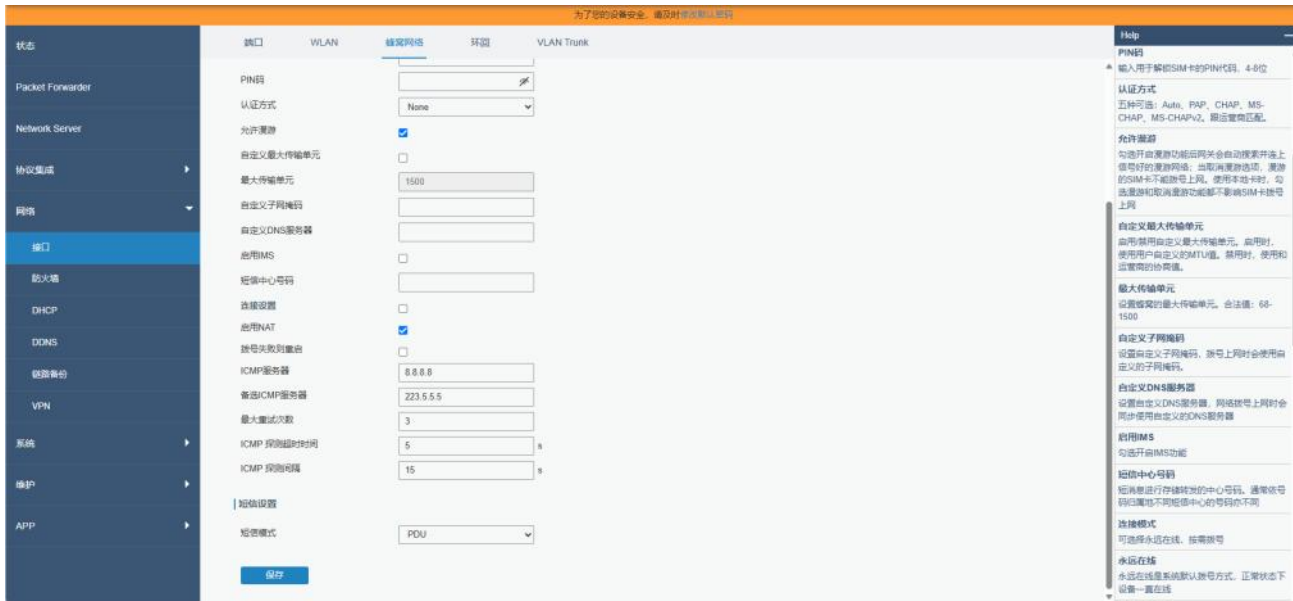 为了您的设备安全，请及时修改默认密码
状态
Packet Forwarder
Network Server
协议集成
网络
接口
防火墙
DHCP
DDNS
链路备份
VPN
系统
维护
APP
端口 WLAN 蜂窝网络 环回 VLAN Trunk
PIN码
认证方式 None
允许漫游
自定义最大传输单元
最大传输单元 1500
自定义子网掩码
自定义DNS服务器
启用IMS
短信中心号码
连接设置
启用NAT
拨号失败则重启
ICMP服务器 8.8.8.8
备选ICMP服务器 223.5.5.5
最大重试次数 3
ICMP 探测超时时间 5 s
ICMP 探测间隔 15 s
短信设置
短信模式 PDU
保存
Help
PIN码
输入用于解锁SIM卡的PIN代码，4-8位
认证方式
五种可选：Auto、PAP、CHAP、MS-
CHAP、MS-CHAPv2。跟运营商匹配。
允许漫游
勾选开启漫游功能后网关会自动搜索并连上
信号好的漫游网络；当取消漫游选项，漫游
的SIM卡不能拨号上网。使用本地卡时，勾
选漫游和取消漫游功能都不影响SIM卡拨号
上网
自定义最大传输单元
启用/禁用自定义最大传输单元。启用时，
使用用户自定义的MTU值。禁用时，使用和
运营商的协商值。
最大传输单元
设置蜂窝的最大传输单元。合法值：68-
1500
自定义子网掩码
设置自定义子网掩码，拨号上网时会使用自
定义的子网掩码。
自定义DNS服务器
设置自定义DNS服务器，网络拨号上网时会
同步使用自定义的DNS服务器
启用IMS
勾选开启IMS功能
短信中心号码
短消息进行存储转发的中心号码。通常依号
码归属地不同短信中心的号码亦不同
连接模式
可选择永远在线、按需拨号
永远在线
永远在线是系统默认拨号方式，正常状态下
设备一直在线